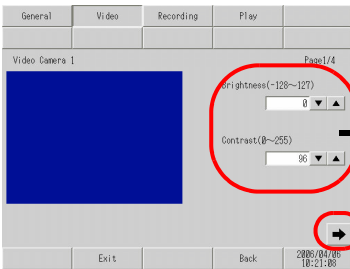 General Video Recording Play
Video Camera 1 Page1/4
Brightness(-128～127)
0 ▼ ▲
Contrast(0～255)
96 ▼ ▲
➡
Exit Back 2006/04/06
10:21:08